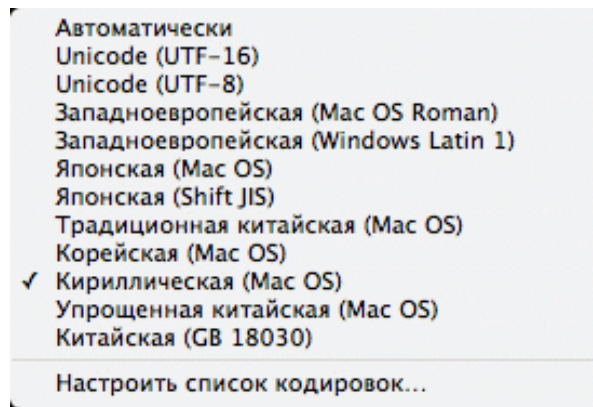 Автоматически
Unicode (UTF-16)
Unicode (UTF-8)
Западноевропейская (Mac OS Roman)
Западноевропейская (Windows Latin 1)
Японская (Mac OS)
Японская (Shift JIS)
Традиционная китайская (Mac OS)
Корейская (Mac OS)
✓ Кириллическая (Mac OS)
Упрощенная китайская (Mac OS)
Китайская (GB 18030)
Настроить список кодировок...